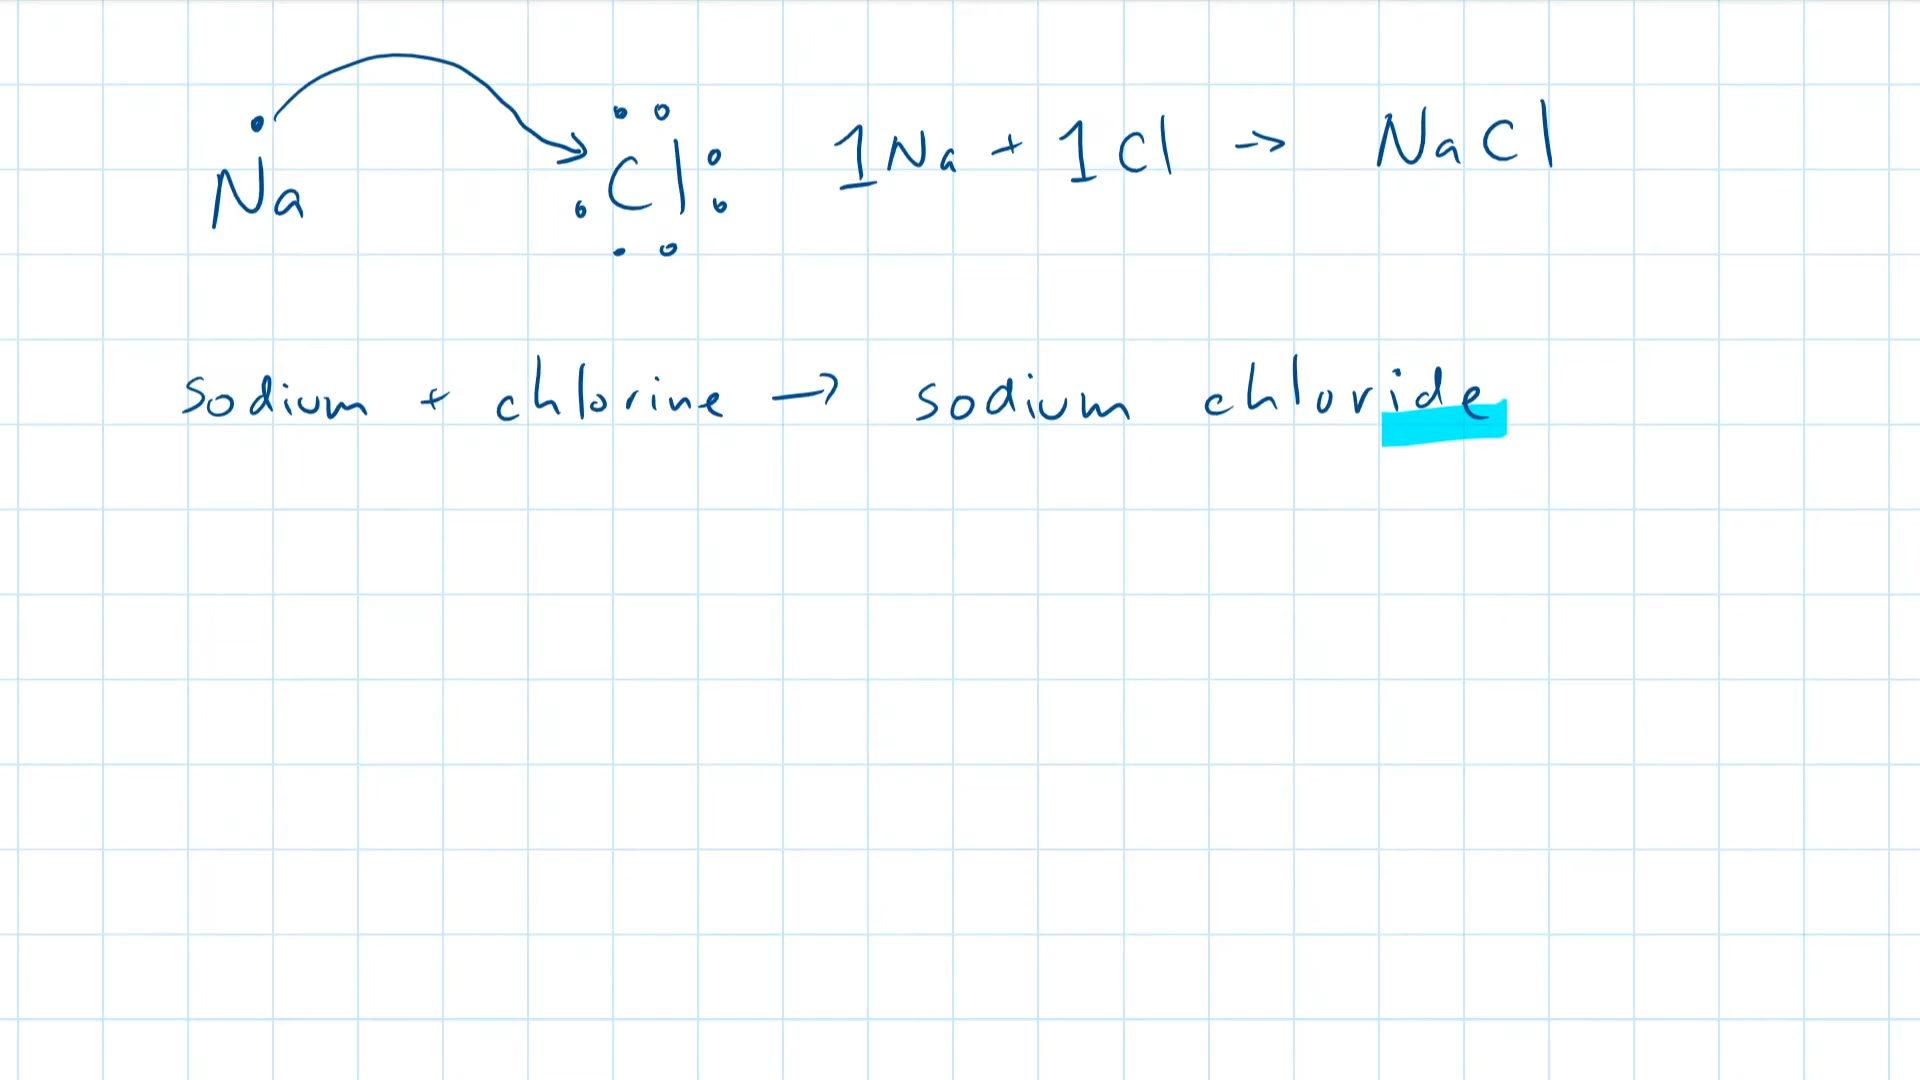 Na Cl 1Na + 1Cl → NaCl
sodium + chlorine → sodium chloride